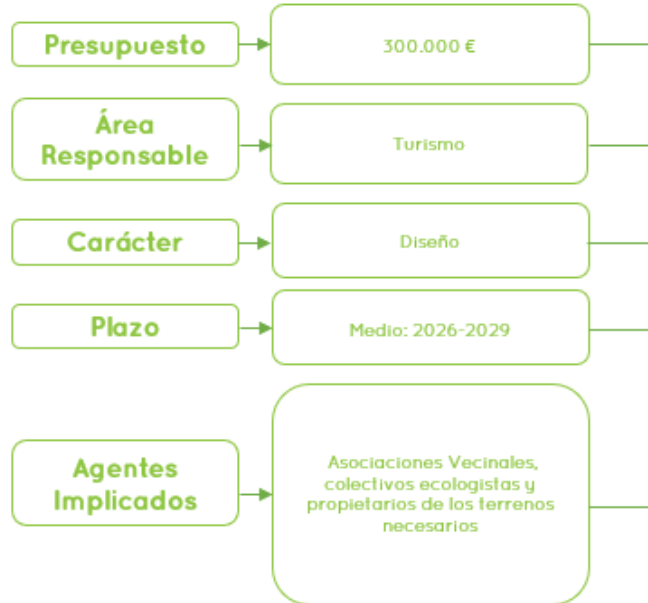 Presupuesto
300.000 €
Área
Responsable
Turismo
Carácter
Diseño
Plazo
Medio: 2026-2029
Agentes
Implicados
Asociaciones Vecinales,
colectivos ecologistas y
propietarios de los terrenos
necesarios